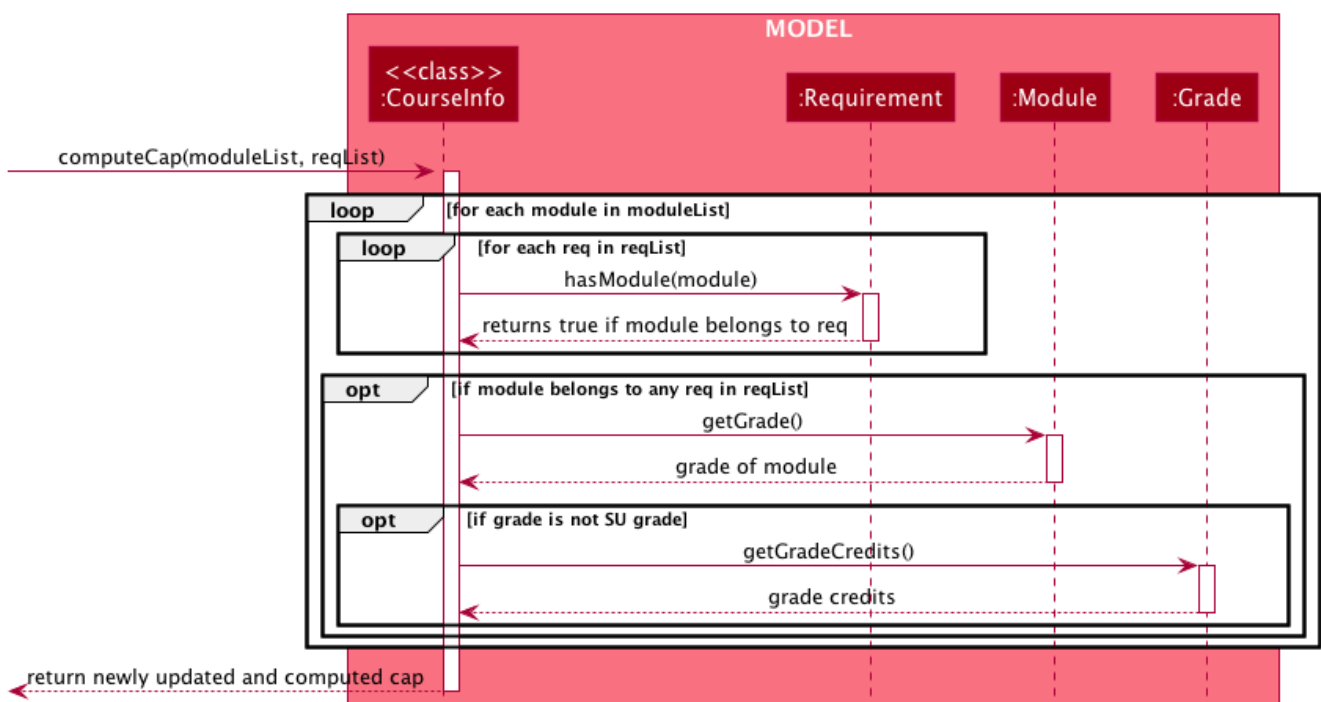 MODEL
<<class>>
:CourseInfo
:Requirement
:Module
:Grade
computeCap(moduleList, reqList)
loop [for each module in moduleList]
loop [for each req in reqList]
hasModule(module)
returns true if module belongs to req
opt [if module belongs to any req in reqList]
getGrade()
grade of module
opt [if grade is not SU grade]
getGradeCredits()
grade credits
return newly updated and computed cap